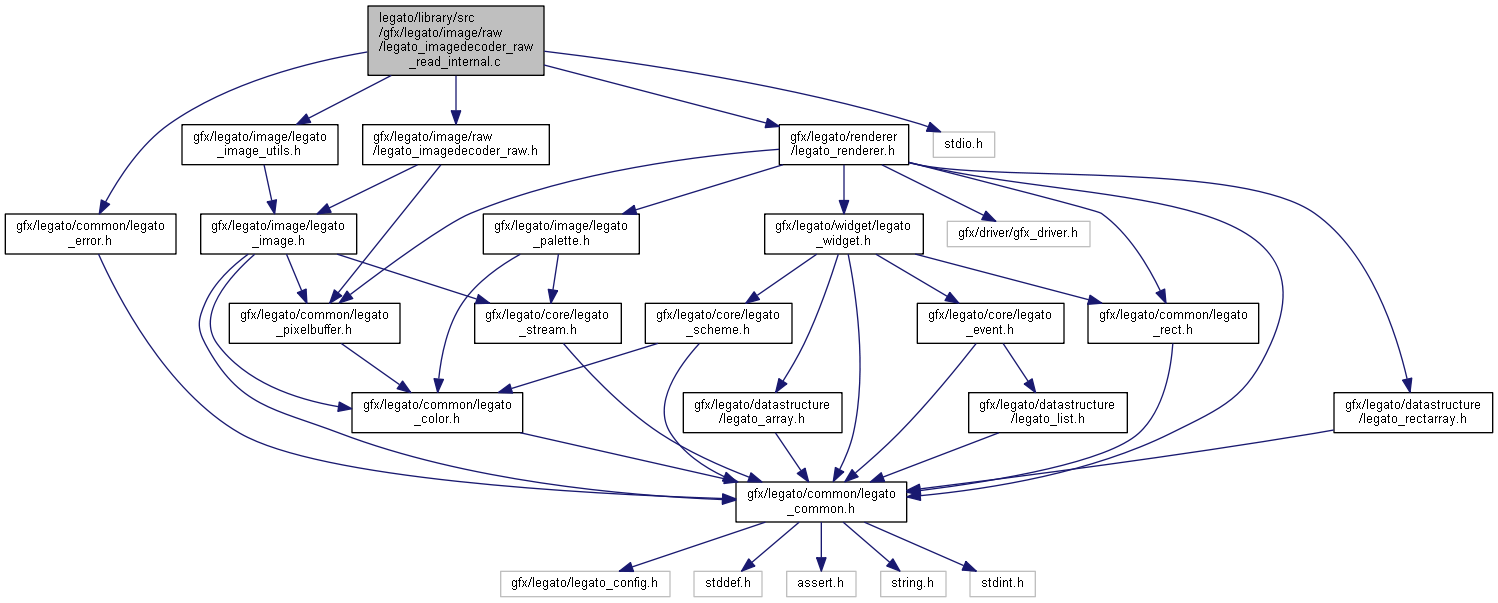 legato/library/src
/gfx/legato/image/raw
/legato_imagedecoder_raw
_read_internal.c
gfx/legato/image/legato
_image_utils.h
gfx/legato/image/raw
/legato_imagedecoder_raw.h
gfx/legato/renderer
/legato_renderer.h
stdio.h
gfx/legato/common/legato
_error.h
gfx/legato/image/legato
_image.h
gfx/legato/image/legato
_palette.h
gfx/legato/widget/legato
_widget.h
gfx/driver/gfx_driver.h
gfx/legato/common/legato
_pixelbuffer.h
gfx/legato/core/legato
_stream.h
gfx/legato/core/legato
_scheme.h
gfx/legato/core/legato
_event.h
gfx/legato/common/legato
_rect.h
gfx/legato/common/legato
_color.h
gfx/legato/datastructure
/legato_array.h
gfx/legato/datastructure
/legato_list.h
gfx/legato/datastructure
/legato_rectarray.h
gfx/legato/common/legato
_common.h
gfx/legato/legato_config.h
stddef.h
assert.h
string.h
stdint.h